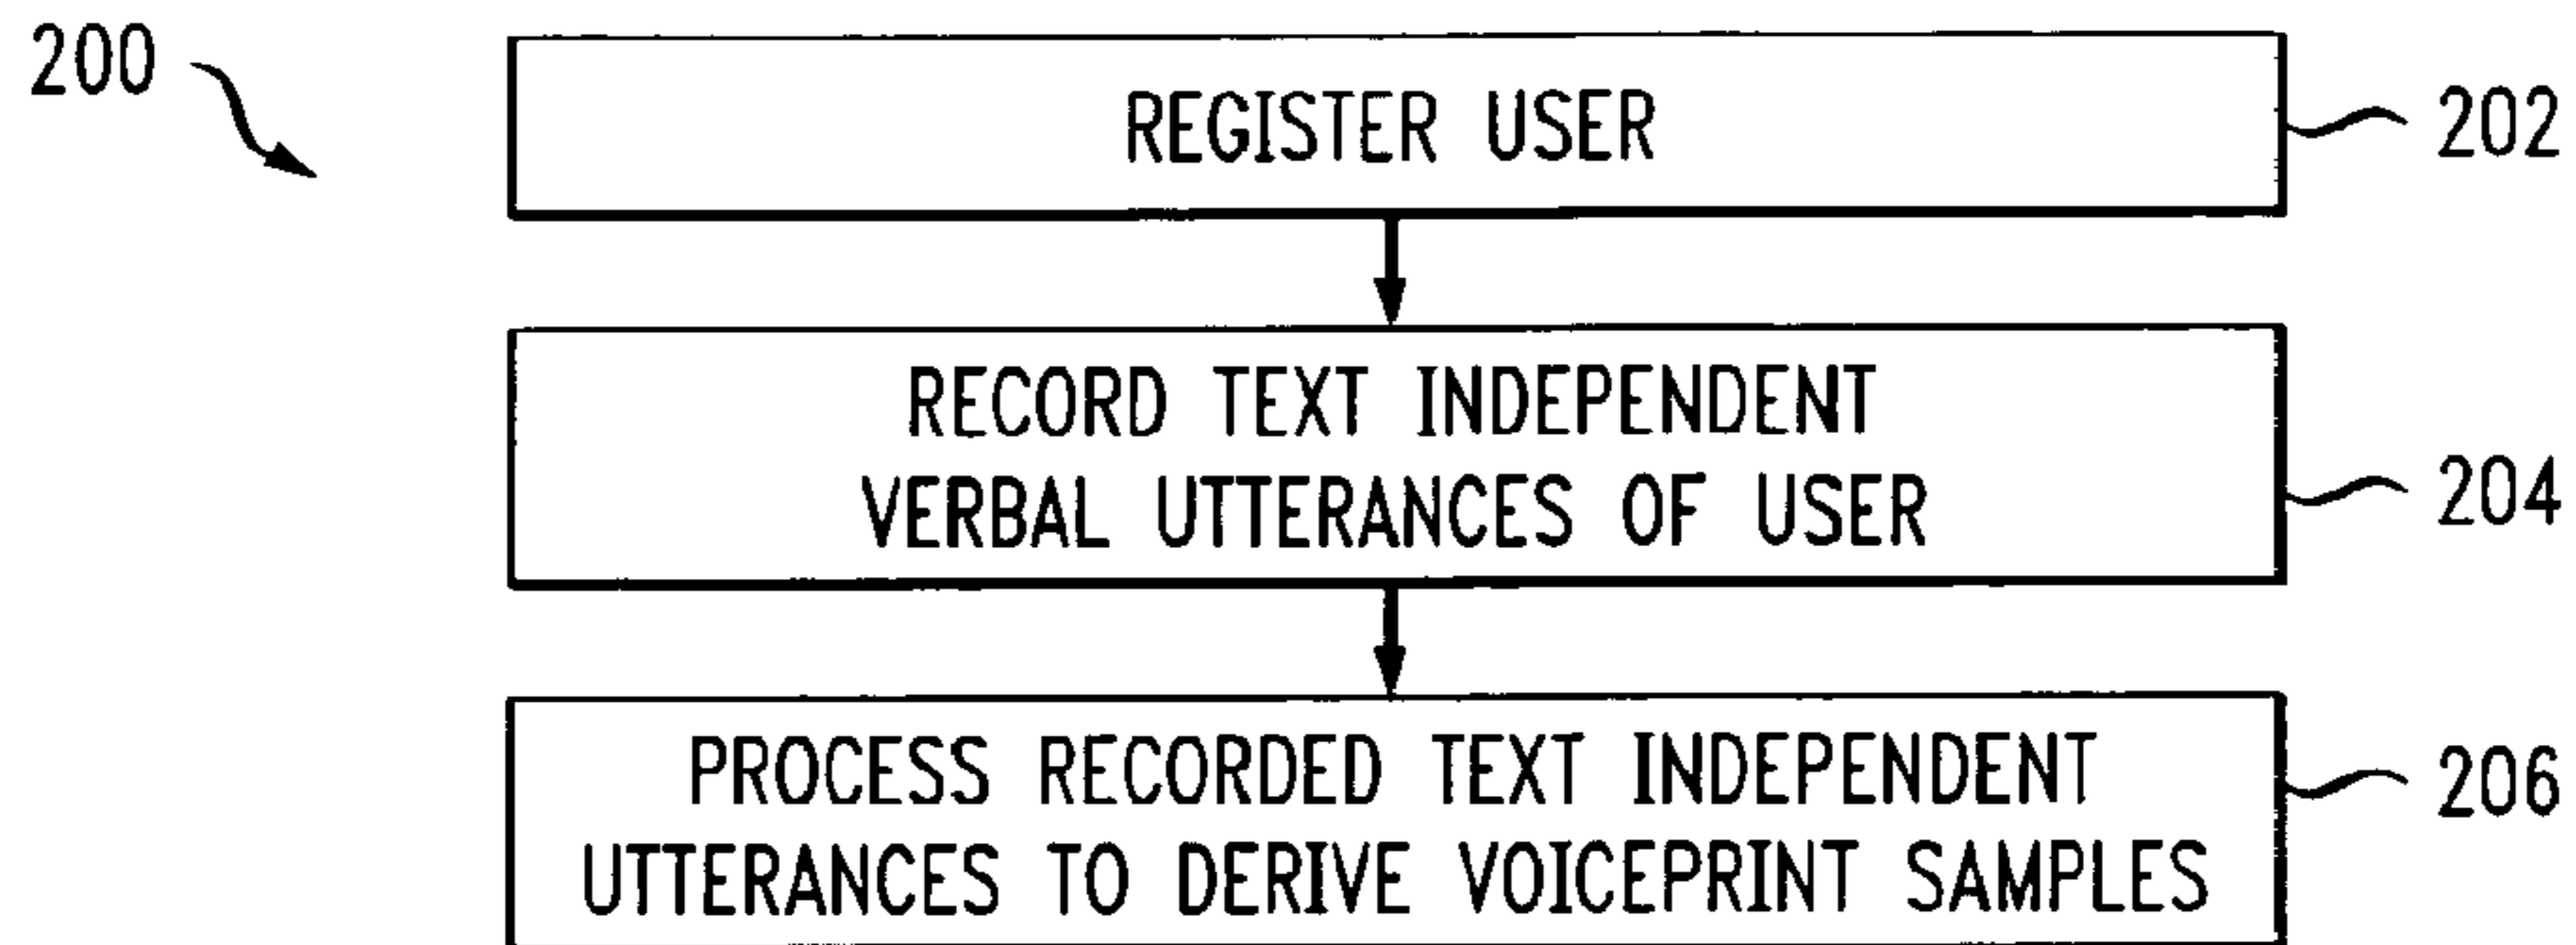 200
REGISTER USER
202
RECORD TEXT INDEPENDENT
VERBAL UTTERANCES OF USER
204
PROCESS RECORDED TEXT INDEPENDENT
UTTERANCES TO DERIVE VOICEPRINT SAMPLES
206